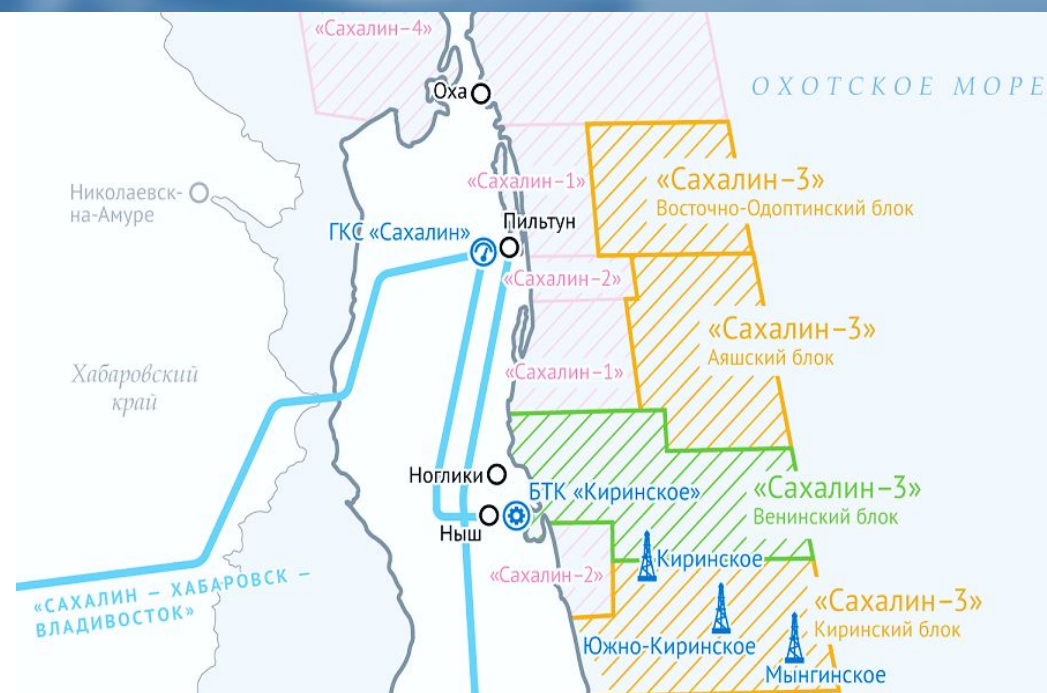 «Сахалин–4»
Оха
ОХОТСКОЕ МОРЕ
«Сахалин–1»
«Сахалин–3»
Восточно-Одоптинский блок
Николаевск-
на-Амуре
ГКС «Сахалин»
Пильтун
«Сахалин–2»
«Сахалин–3»
Аяшский блок
Хабаровский
край
«Сахалин–1»
Ноглики
БТК «Киринское»
«Сахалин–3»
Венинский блок
Ныш
«Сахалин–2»
Киринское
«САХАЛИН — ХАБАРОВСК —
ВЛАДИВОСТОК»
«Сахалин–3»
Киринский блок
Южно-Киринское
Мынгинское